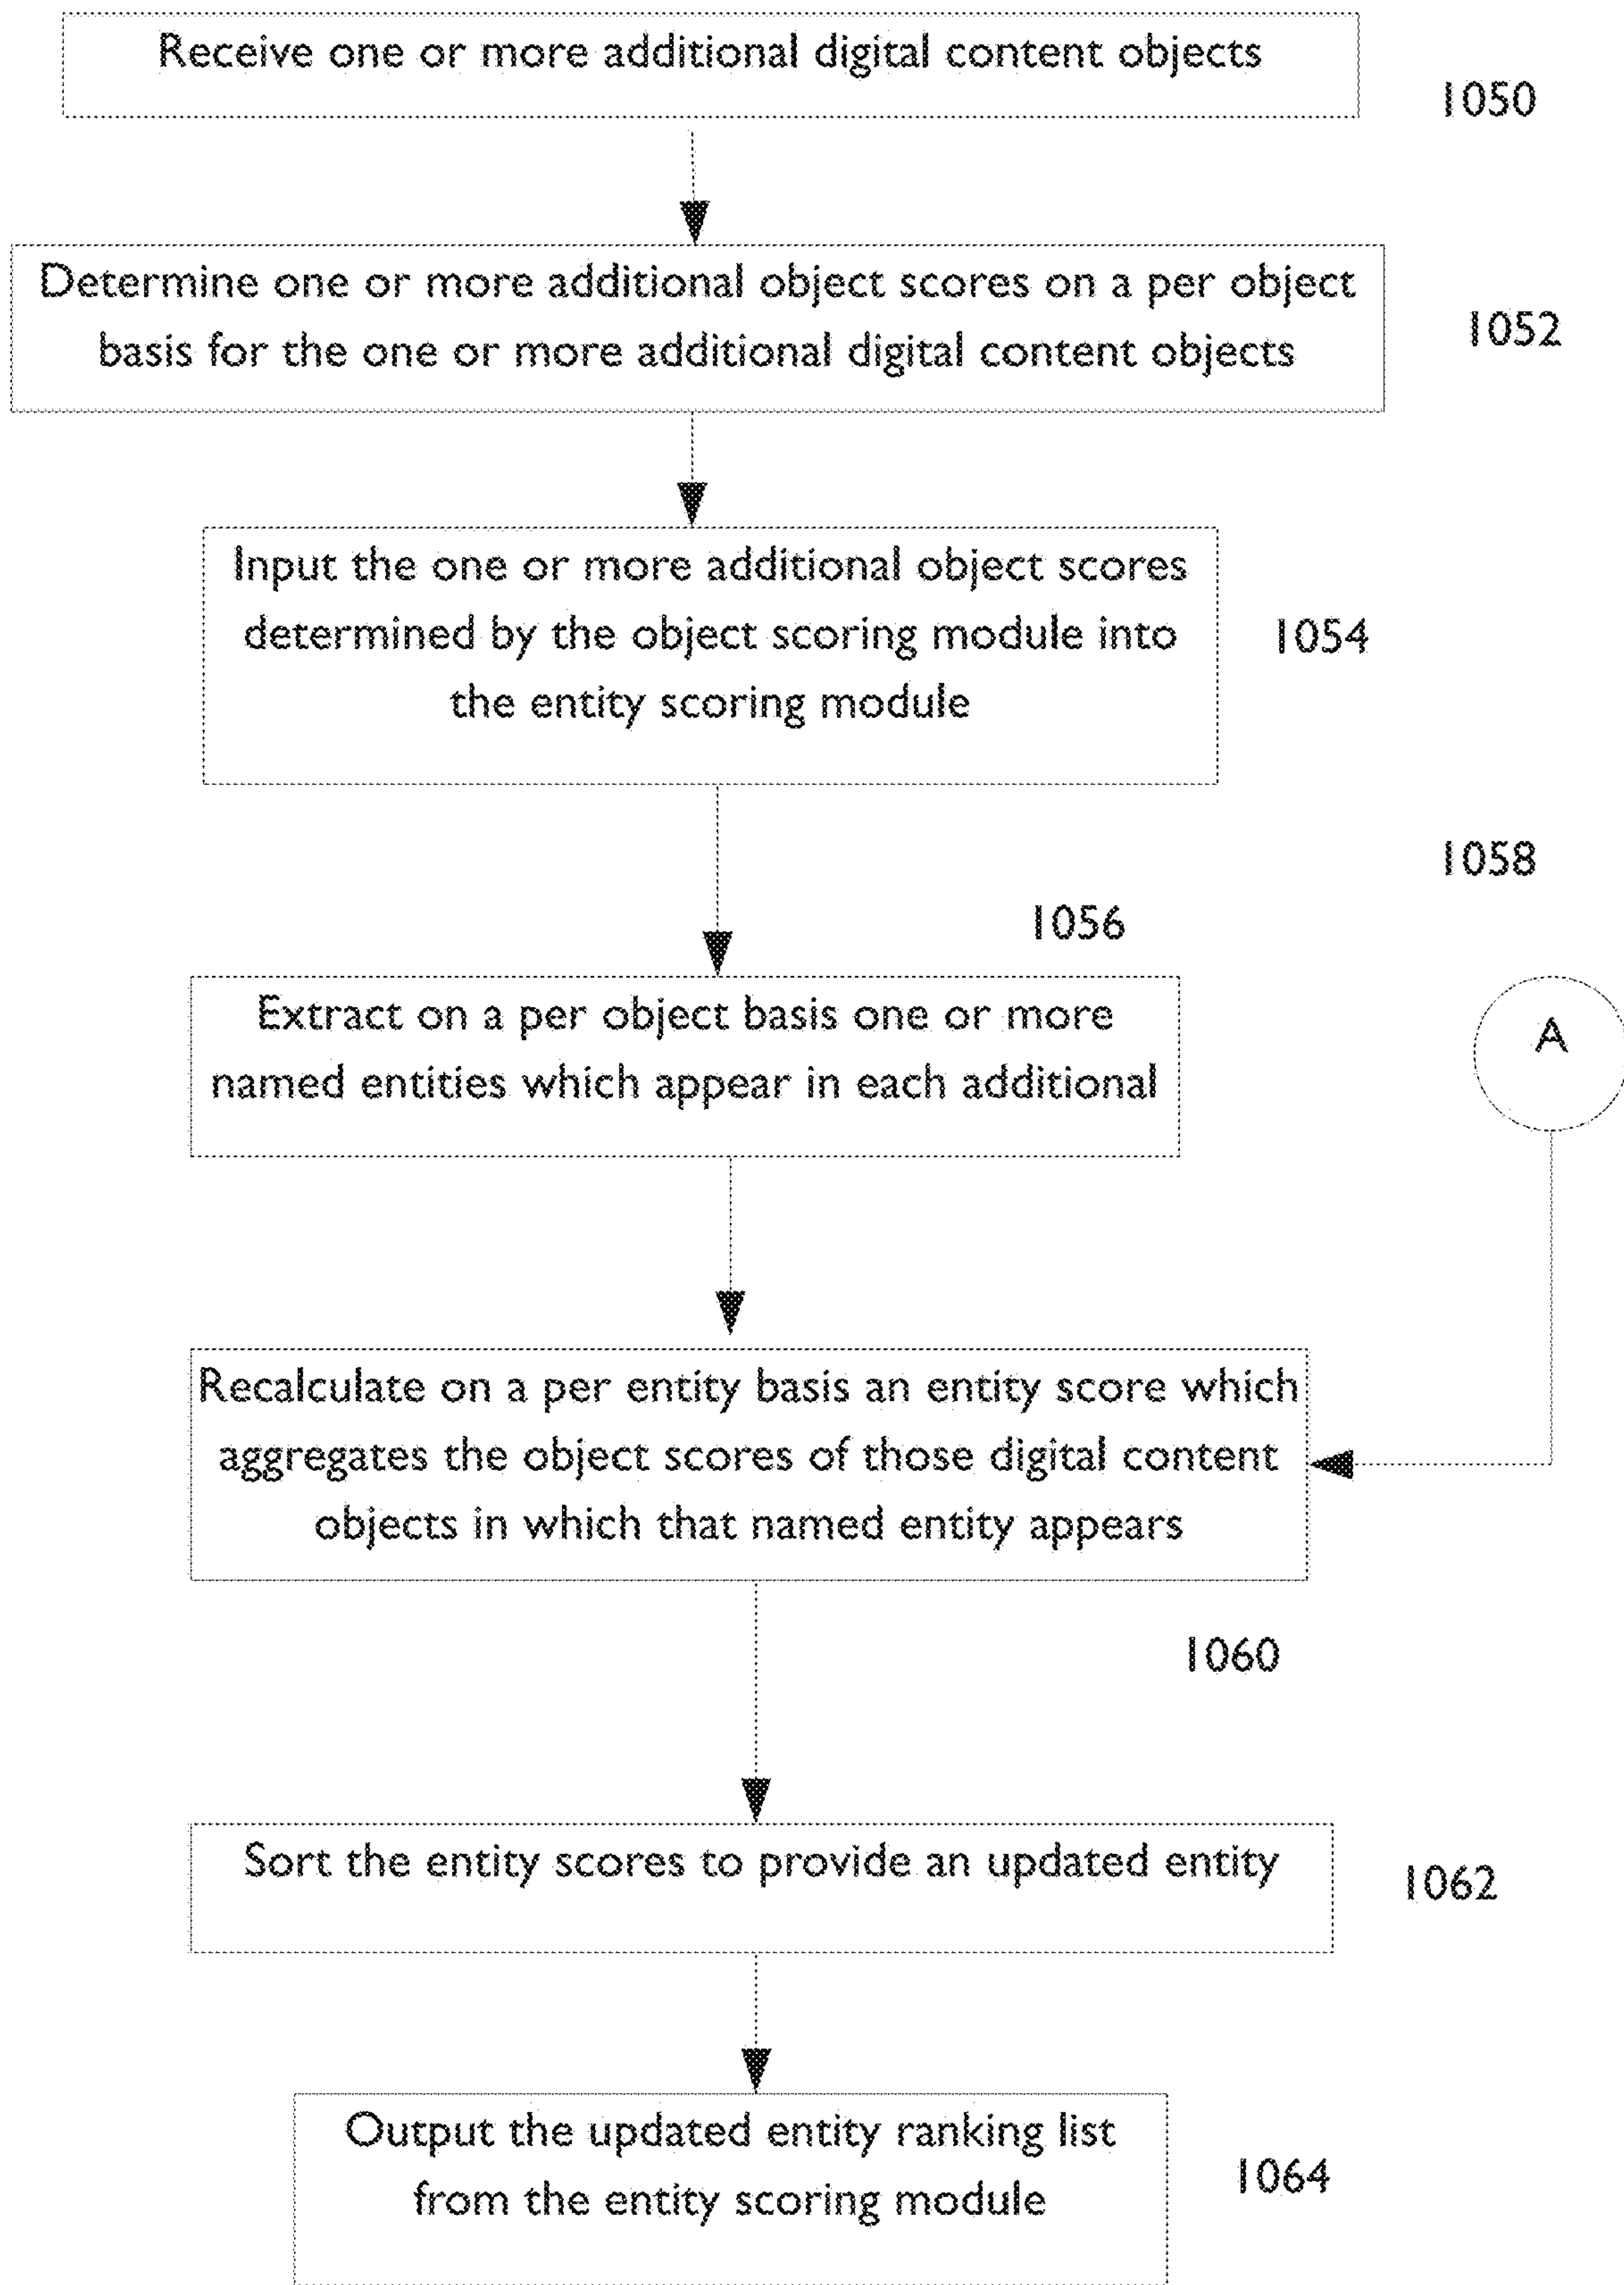 Receive one or more additional digital content objects
1050
Determine one or more additional object scores on a per object
basis for the one or more additional digital content objects
1052
Input the one or more additional object scores
determined by the object scoring module into
the entity scoring module
1054
1058
1056
Extract on a per object basis one or more
named entities which appear in each additional
A
Recalculate on a per entity basis an entity score which
aggregates the object scores of those digital content
objects in which that named entity appears
1060
Sort the entity scores to provide an updated entity
1062
Output the updated entity ranking list
from the entity scoring module
1064